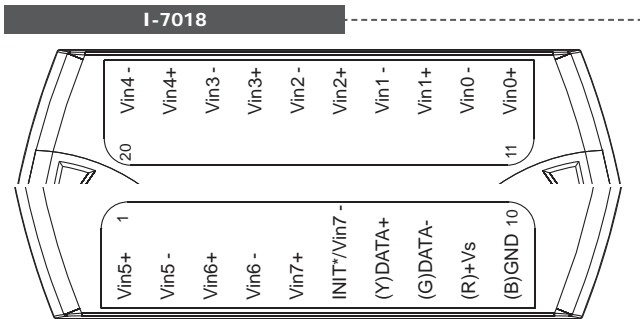 I-7018
Vin4 -
Vin4+
Vin3 -
Vin3+
Vin2 -
Vin2+
Vin1 -
Vin1+
Vin0 -
Vin0+
20
11
1
10
Vin5+
Vin5 -
Vin6+
Vin6 -
Vin7+
INIT*/Vin7 -
(Y)DATA+
(G)DATA-
(R)+Vs
(B)GND